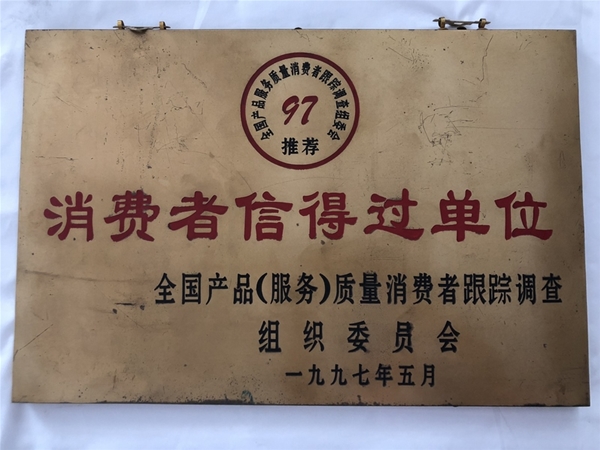 全国产品服务质量消费者跟踪调查组委会
97
推荐
消费者信得过单位
全国产品(服务)质量消费者跟踪调查
组织委员会
一九九七年五月